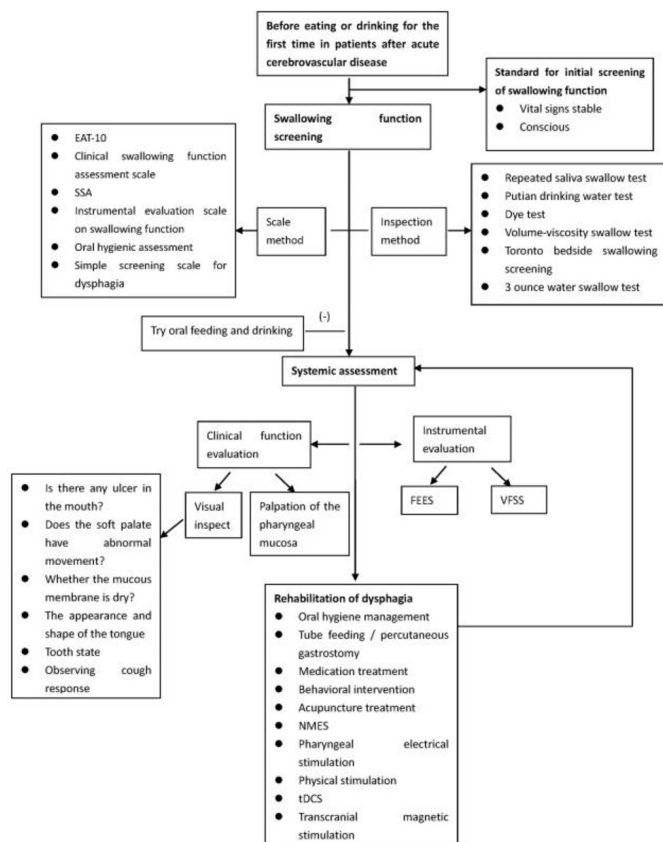 Before eating or drinking for the
first time in patients after acute
cerebrovascular disease
Standard for initial screening
of swallowing function
● Vital signs stable
● Conscious
Swallowing function
screening
● EAT-10
● Clinical swallowing function
assessment scale
● SSA
● Instrumental evaluation scale
on swallowing function
● Oral hygienic assessment
● Simple screening scale for
dysphagia
Scale
method
Inspection
method
● Repeated saliva swallow test
● Putian drinking water test
● Dye test
● Volume-viscosity swallow test
● Toronto bedside swallowing
screening
● 3 ounce water swallow test
(-)
Try oral feeding and drinking
Systemic assessment
Clinical function
evaluation
Instrumental
evaluation
Visual
inspect
Palpation of the
pharyngeal
mucosa
FEES
VFSS
● Is there any ulcer in
the mouth?
● Does the soft palate
have abnormal
movement?
● Whether the mucous
membrane is dry?
● The appearance and
shape of the tongue
● Tooth state
● Observing cough
response
Rehabilitation of dysphagia
● Oral hygiene management
● Tube feeding / percutaneous
gastrostomy
● Medication treatment
● Behavioral intervention
● Acupuncture treatment
● NMES
● Pharyngeal electrical
stimulation
● Physical stimulation
● tDCS
● Transcranial magnetic
stimulation